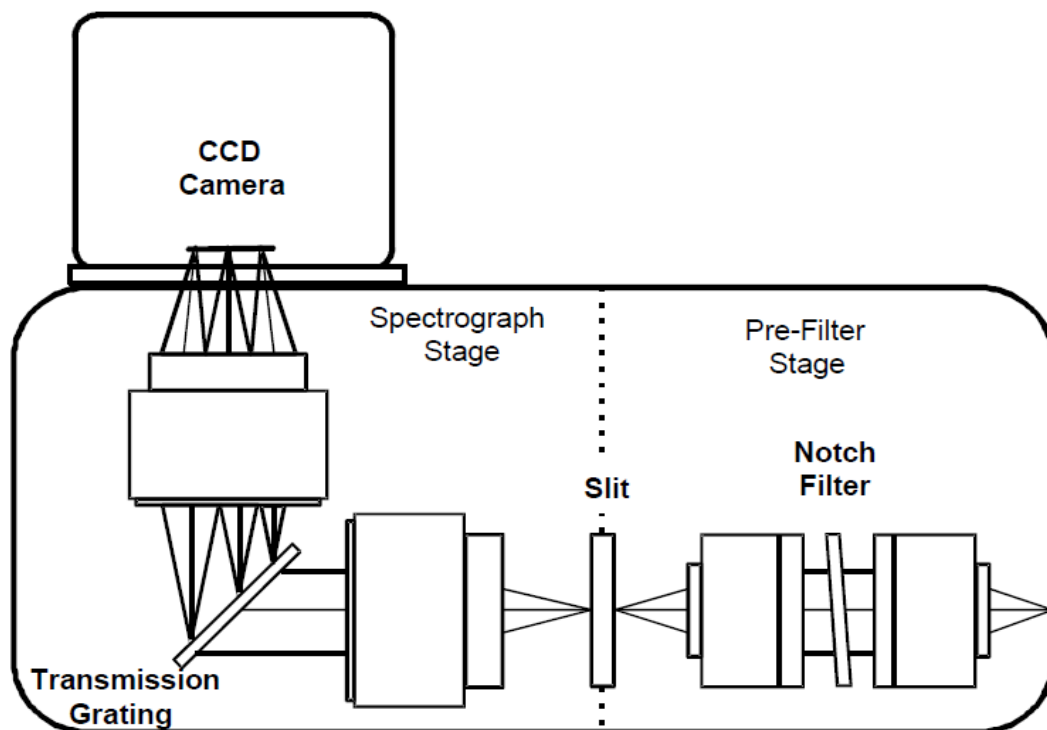 CCD
Camera
Spectrograph
Stage
Pre-Filter
Stage
Notch
Filter
Slit
Transmission
Grating